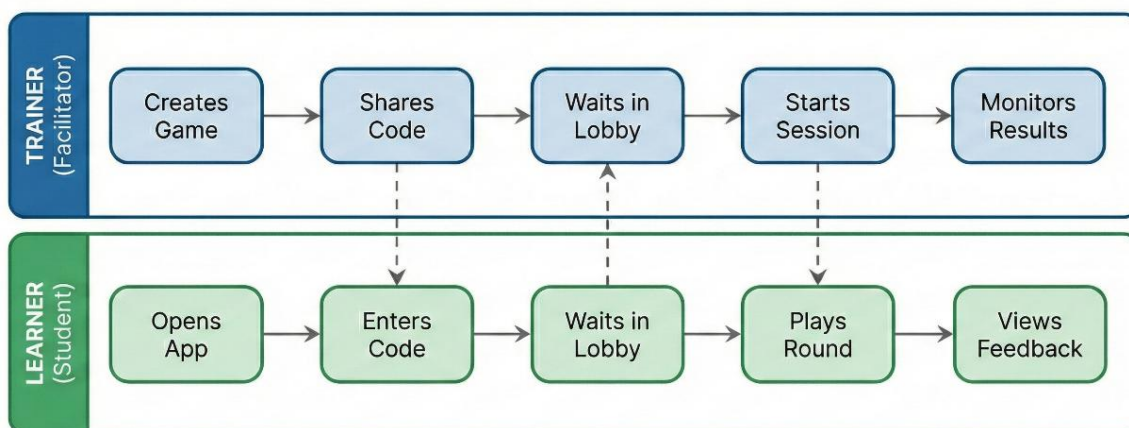 TRAINER
(Facilitator)
Creates
Game
Shares
Code
Waits in
Lobby
Starts
Session
Monitors
Results
LEARNER
(Student)
Opens
App
Enters
Code
Waits in
Lobby
Plays
Round
Views
Feedback